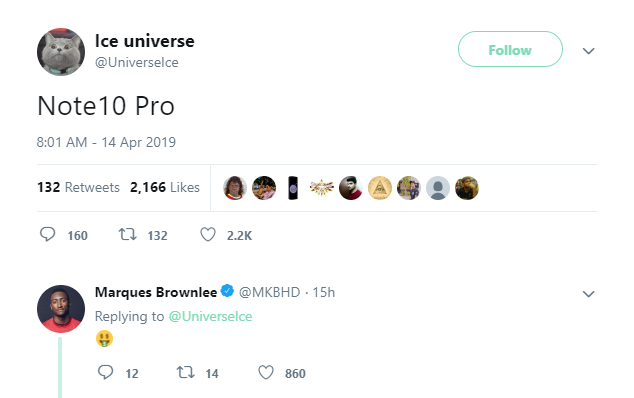 Ice universe
@UniverseIce
Follow
Note10 Pro
8:01 AM - 14 Apr 2019
132 Retweets 2,166 Likes
160 132 2.2K
Marques Brownlee @MKBHD · 15h
Replying to @UniverseIce
🤑
12 14 860